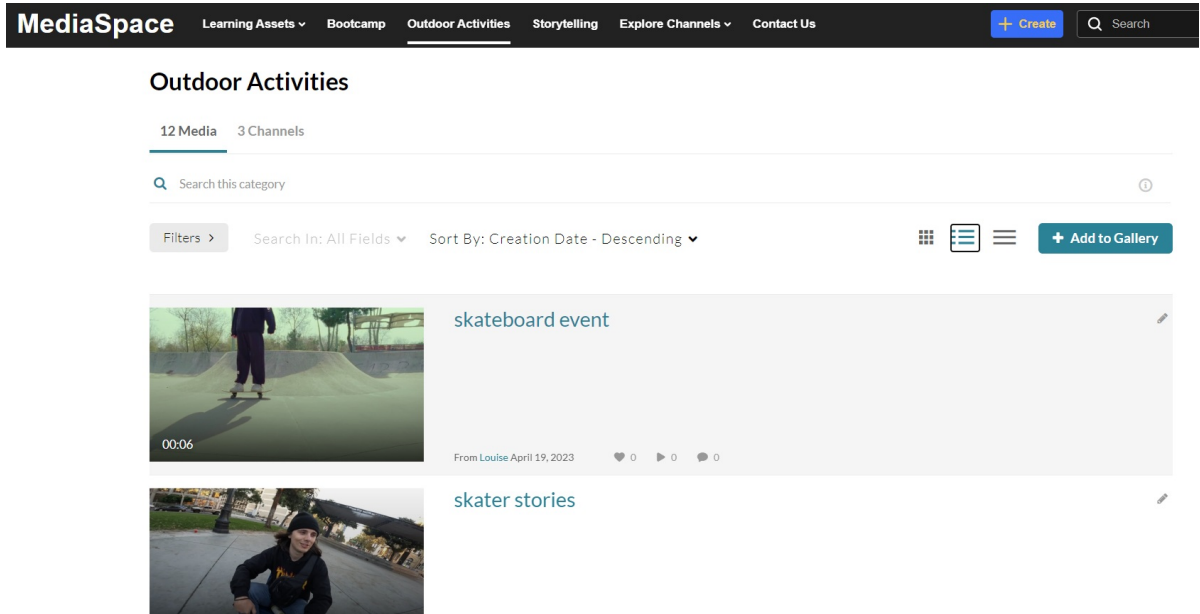 MediaSpace Learning Assets Bootcamp Outdoor Activities Storytelling Explore Channels Contact Us + Create Search
Outdoor Activities
12 Media 3 Channels
Search this category
Filters > Search In: All Fields Sort By: Creation Date - Descending + Add to Gallery
skateboard event
00:06
From Louise April 19, 2023 0 0 0
skater stories